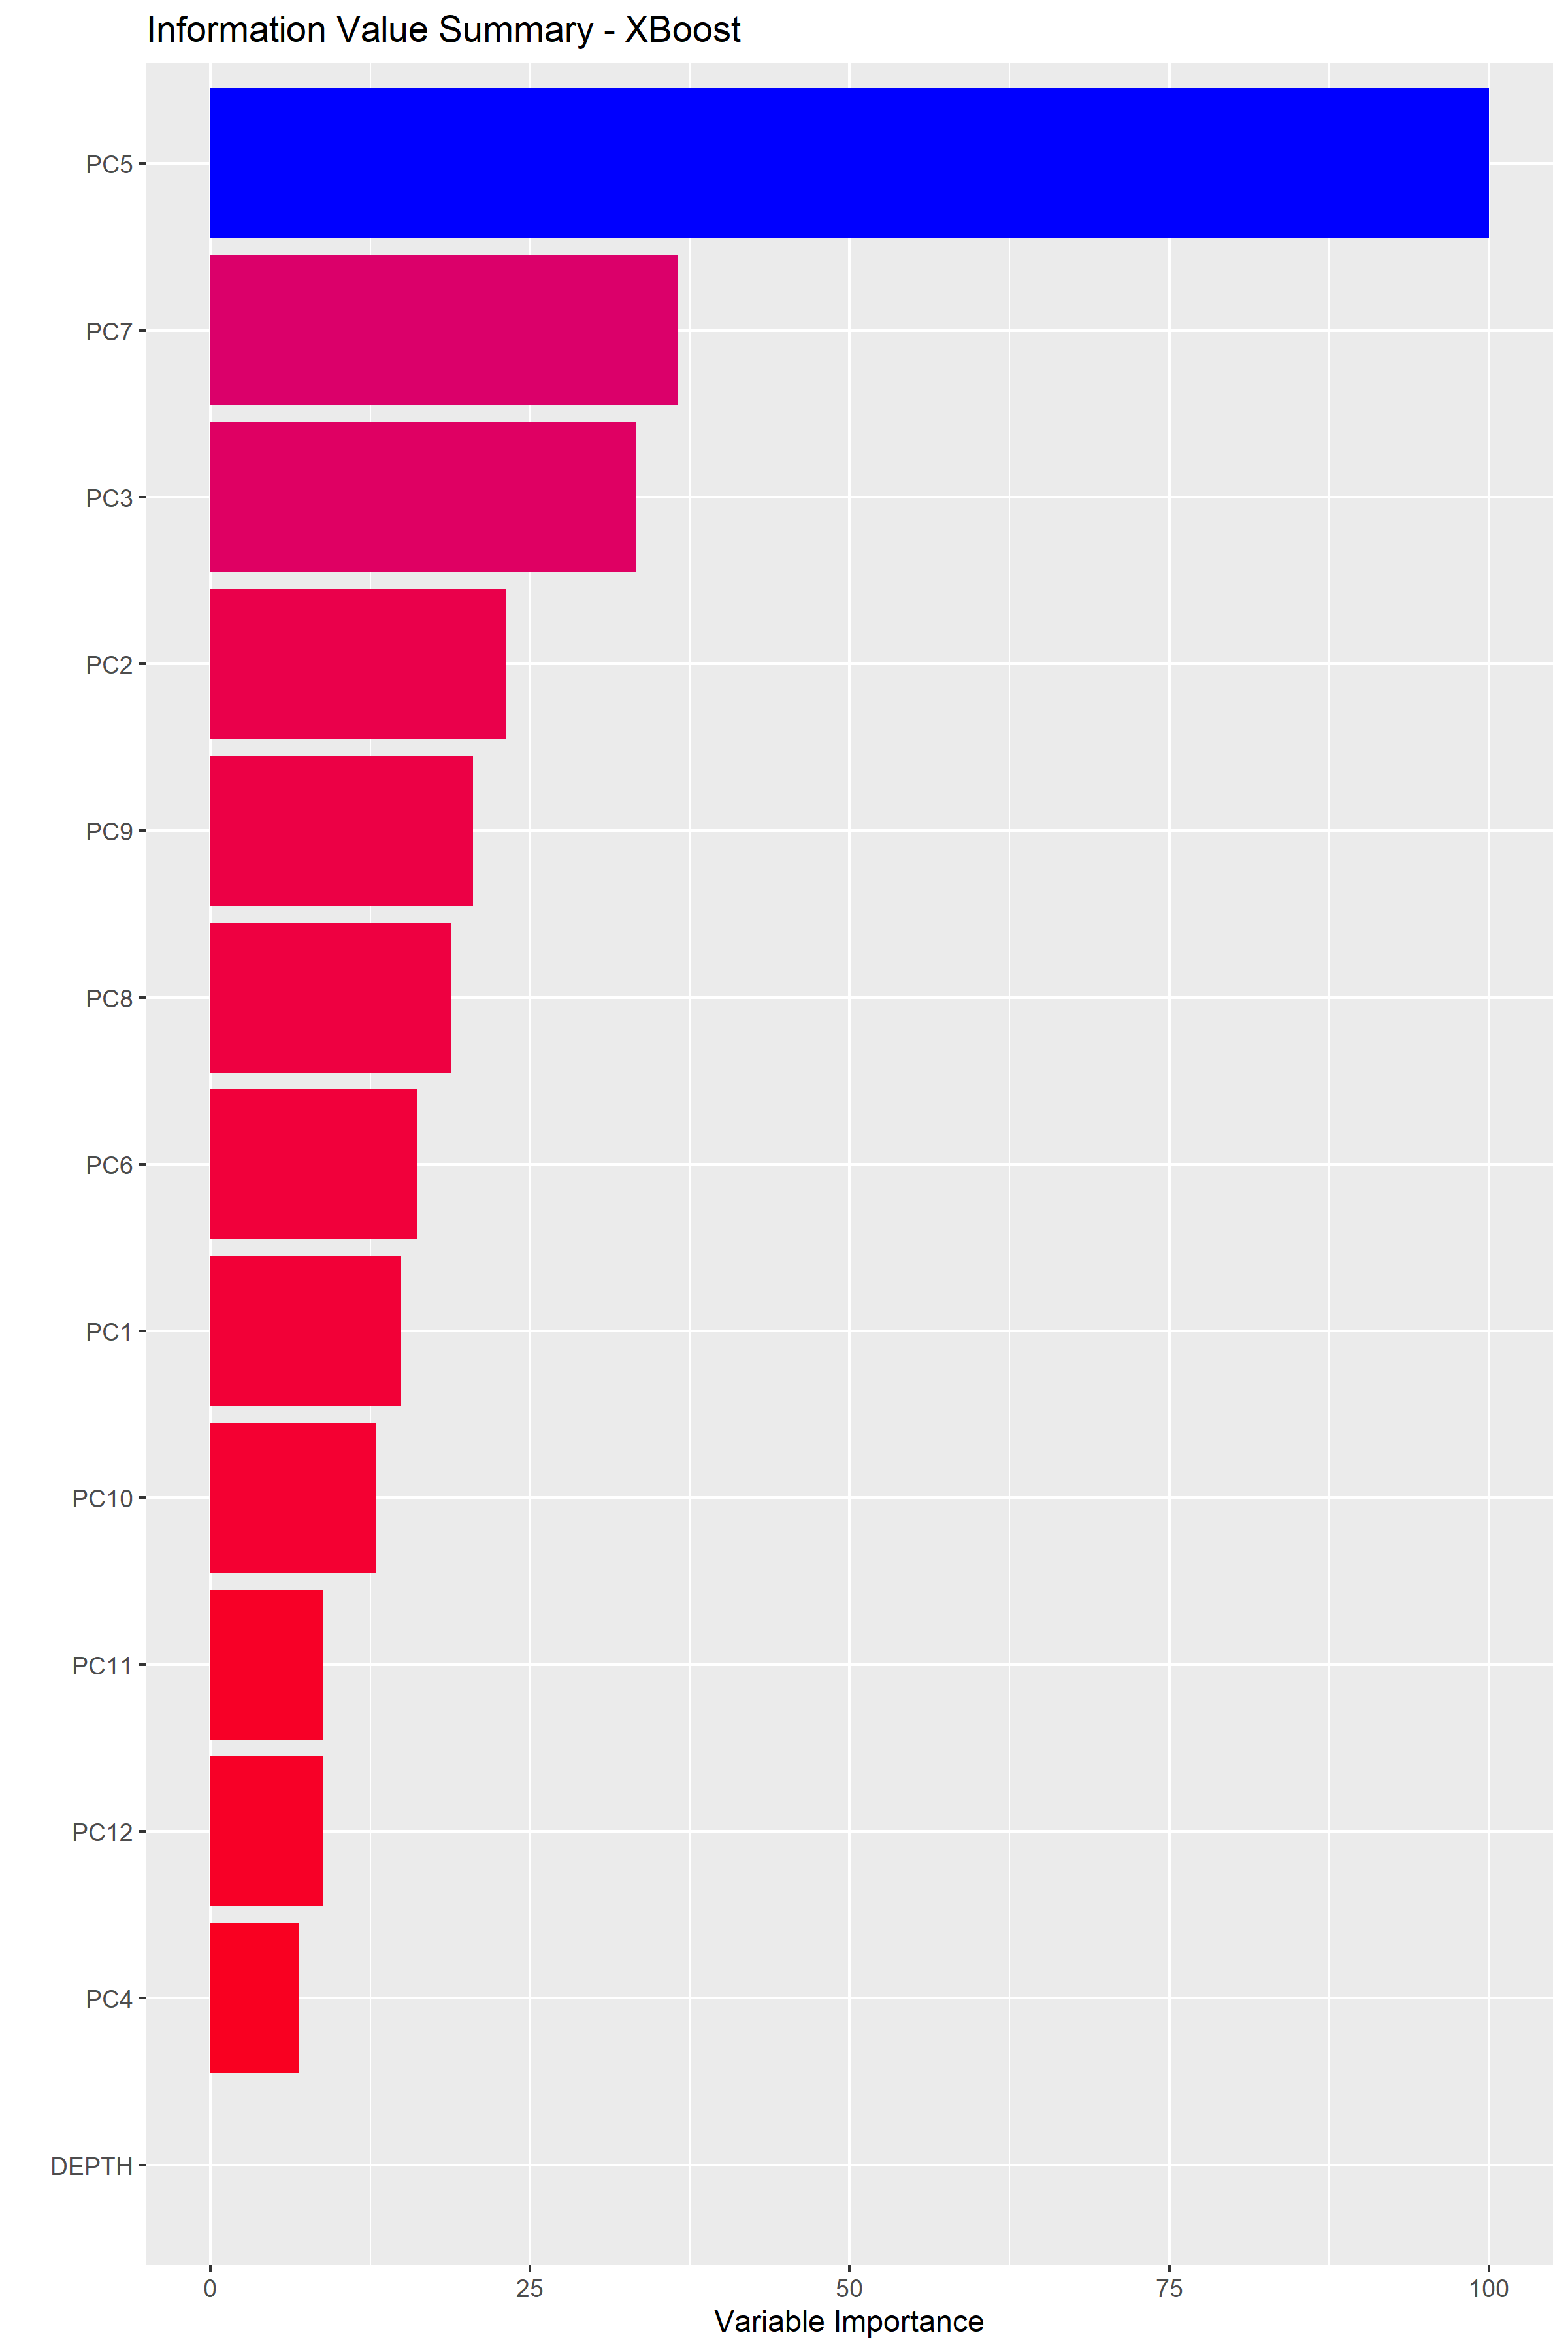 Information Value Summary - XBoost
PC5
PC7
PC3
PC2
PC9
PC8
PC6
PC1
PC10
PC11
PC12
PC4
DEPTH
0 25 50 75 100
Variable Importance